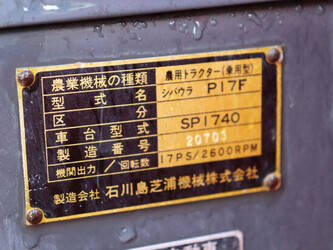 農業機械の種類 農用トラクター(乗用型)
型式名 シバウラ P17F
区分
車台型式 SP1740
製造番号 20703
機関出力/回転数 17PS/2600RPM
製造会社 石川島芝浦機械株式会社